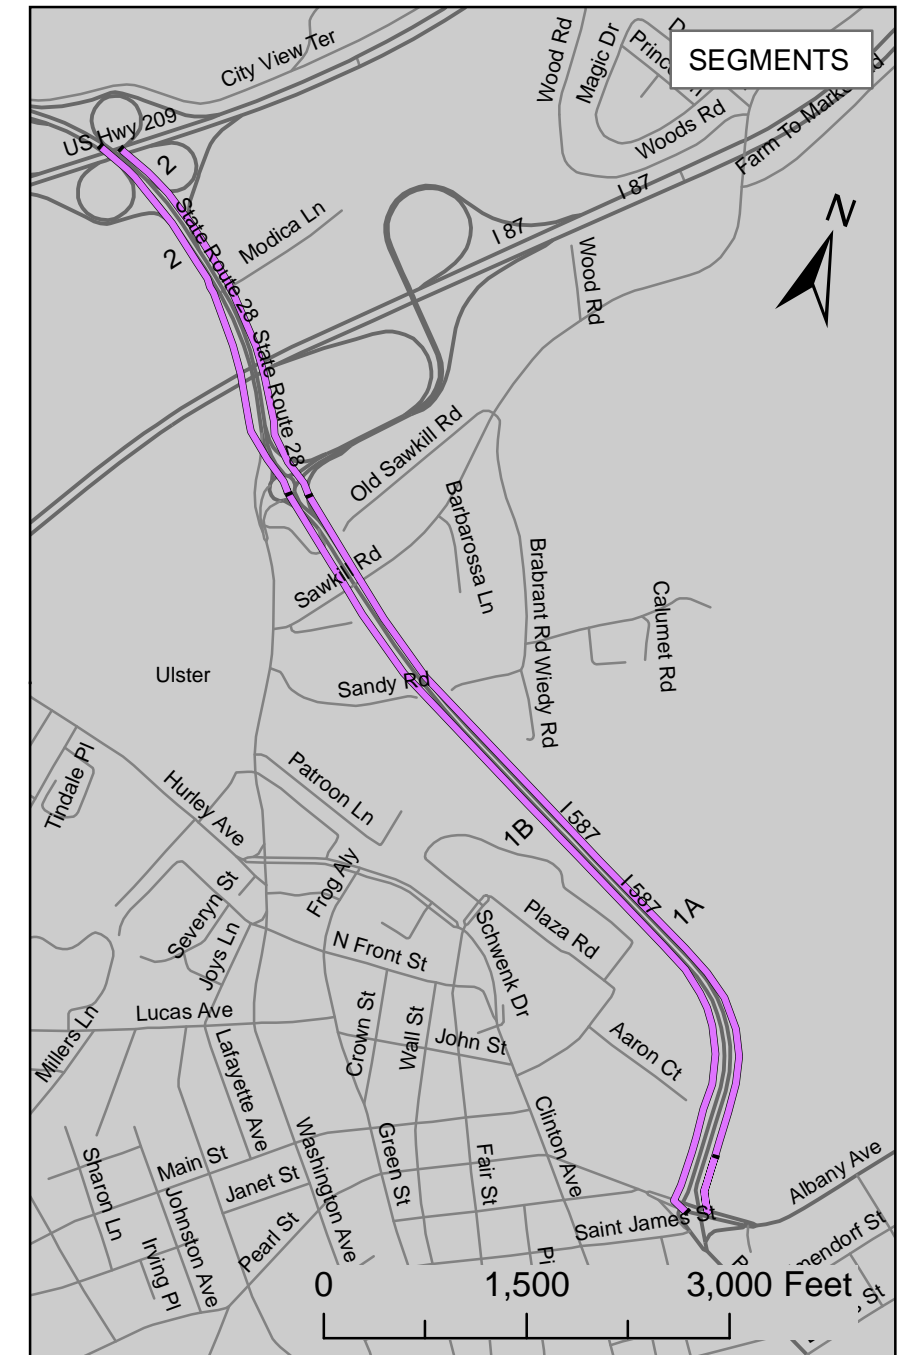 SEGMENTS
City View Ter
Wood Rd
Magic Dr
Woods Rd
US Hwy 209
2
I 87
I 87
N
State Route 28
Modica Ln
2
Wood Rd
State Route 28
Old Sawkill Rd
Barbarossa Ln
Sawkill Rd
Brabrant Rd
Calumet Rd
Ulster
Sandy Rd
Wiedy Rd
Tindale Pl
Hurley Ave
Patroon Ln
1B
I 587
I 587
1A
Frog Aly
Severyn St
Joys Ln
N Front St
Schwenk Dr
Plaza Rd
Lucas Ave
Millers Ln
Lafayette Ave
Crown St
Wall St
John St
Aaron Ct
Clinton Ave
Sharon Ln
Main St
Johnston Ave
Janet St
Washington Ave
Green St
Fair St
Albany Ave
Irving Pl
Pearl St
Saint James St
0
1,500
3,000 Feet